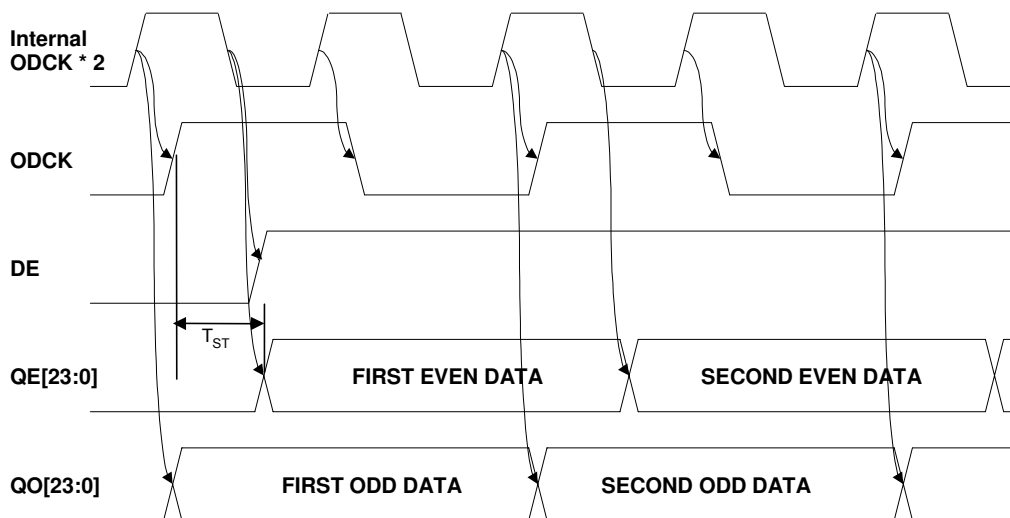 Internal
ODCK * 2
ODCK
DE
T_ST
QE[23:0]
FIRST EVEN DATA
SECOND EVEN DATA
QO[23:0]
FIRST ODD DATA
SECOND ODD DATA